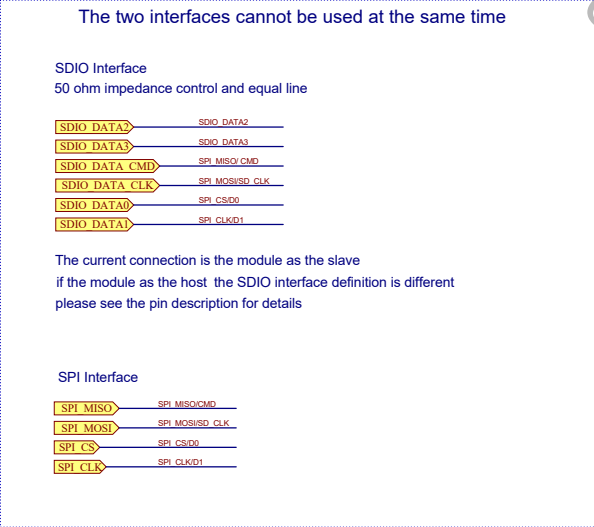 The two interfaces cannot be used at the same time
SDIO Interface
50 ohm impedance control and equal line
SDIO_DATA2 SDIO_DATA2
SDIO_DATA3 SDIO_DATA3
SDIO_DATA_CMD SPI_MISO/ CMD
SDIO_DATA_CLK SPI_MOSI/SD_CLK
SDIO_DATA0 SPI_CS/D0
SDIO_DATA1 SPI_CLK/D1
The current connection is the module as the slave
if the module as the host the SDIO interface definition is different
please see the pin description for details
SPI Interface
SPI_MISO SPI_MISO/CMD
SPI_MOSI SPI_MOSI/SD_CLK
SPI_CS SPI_CS/D0
SPI_CLK SPI_CLK/D1